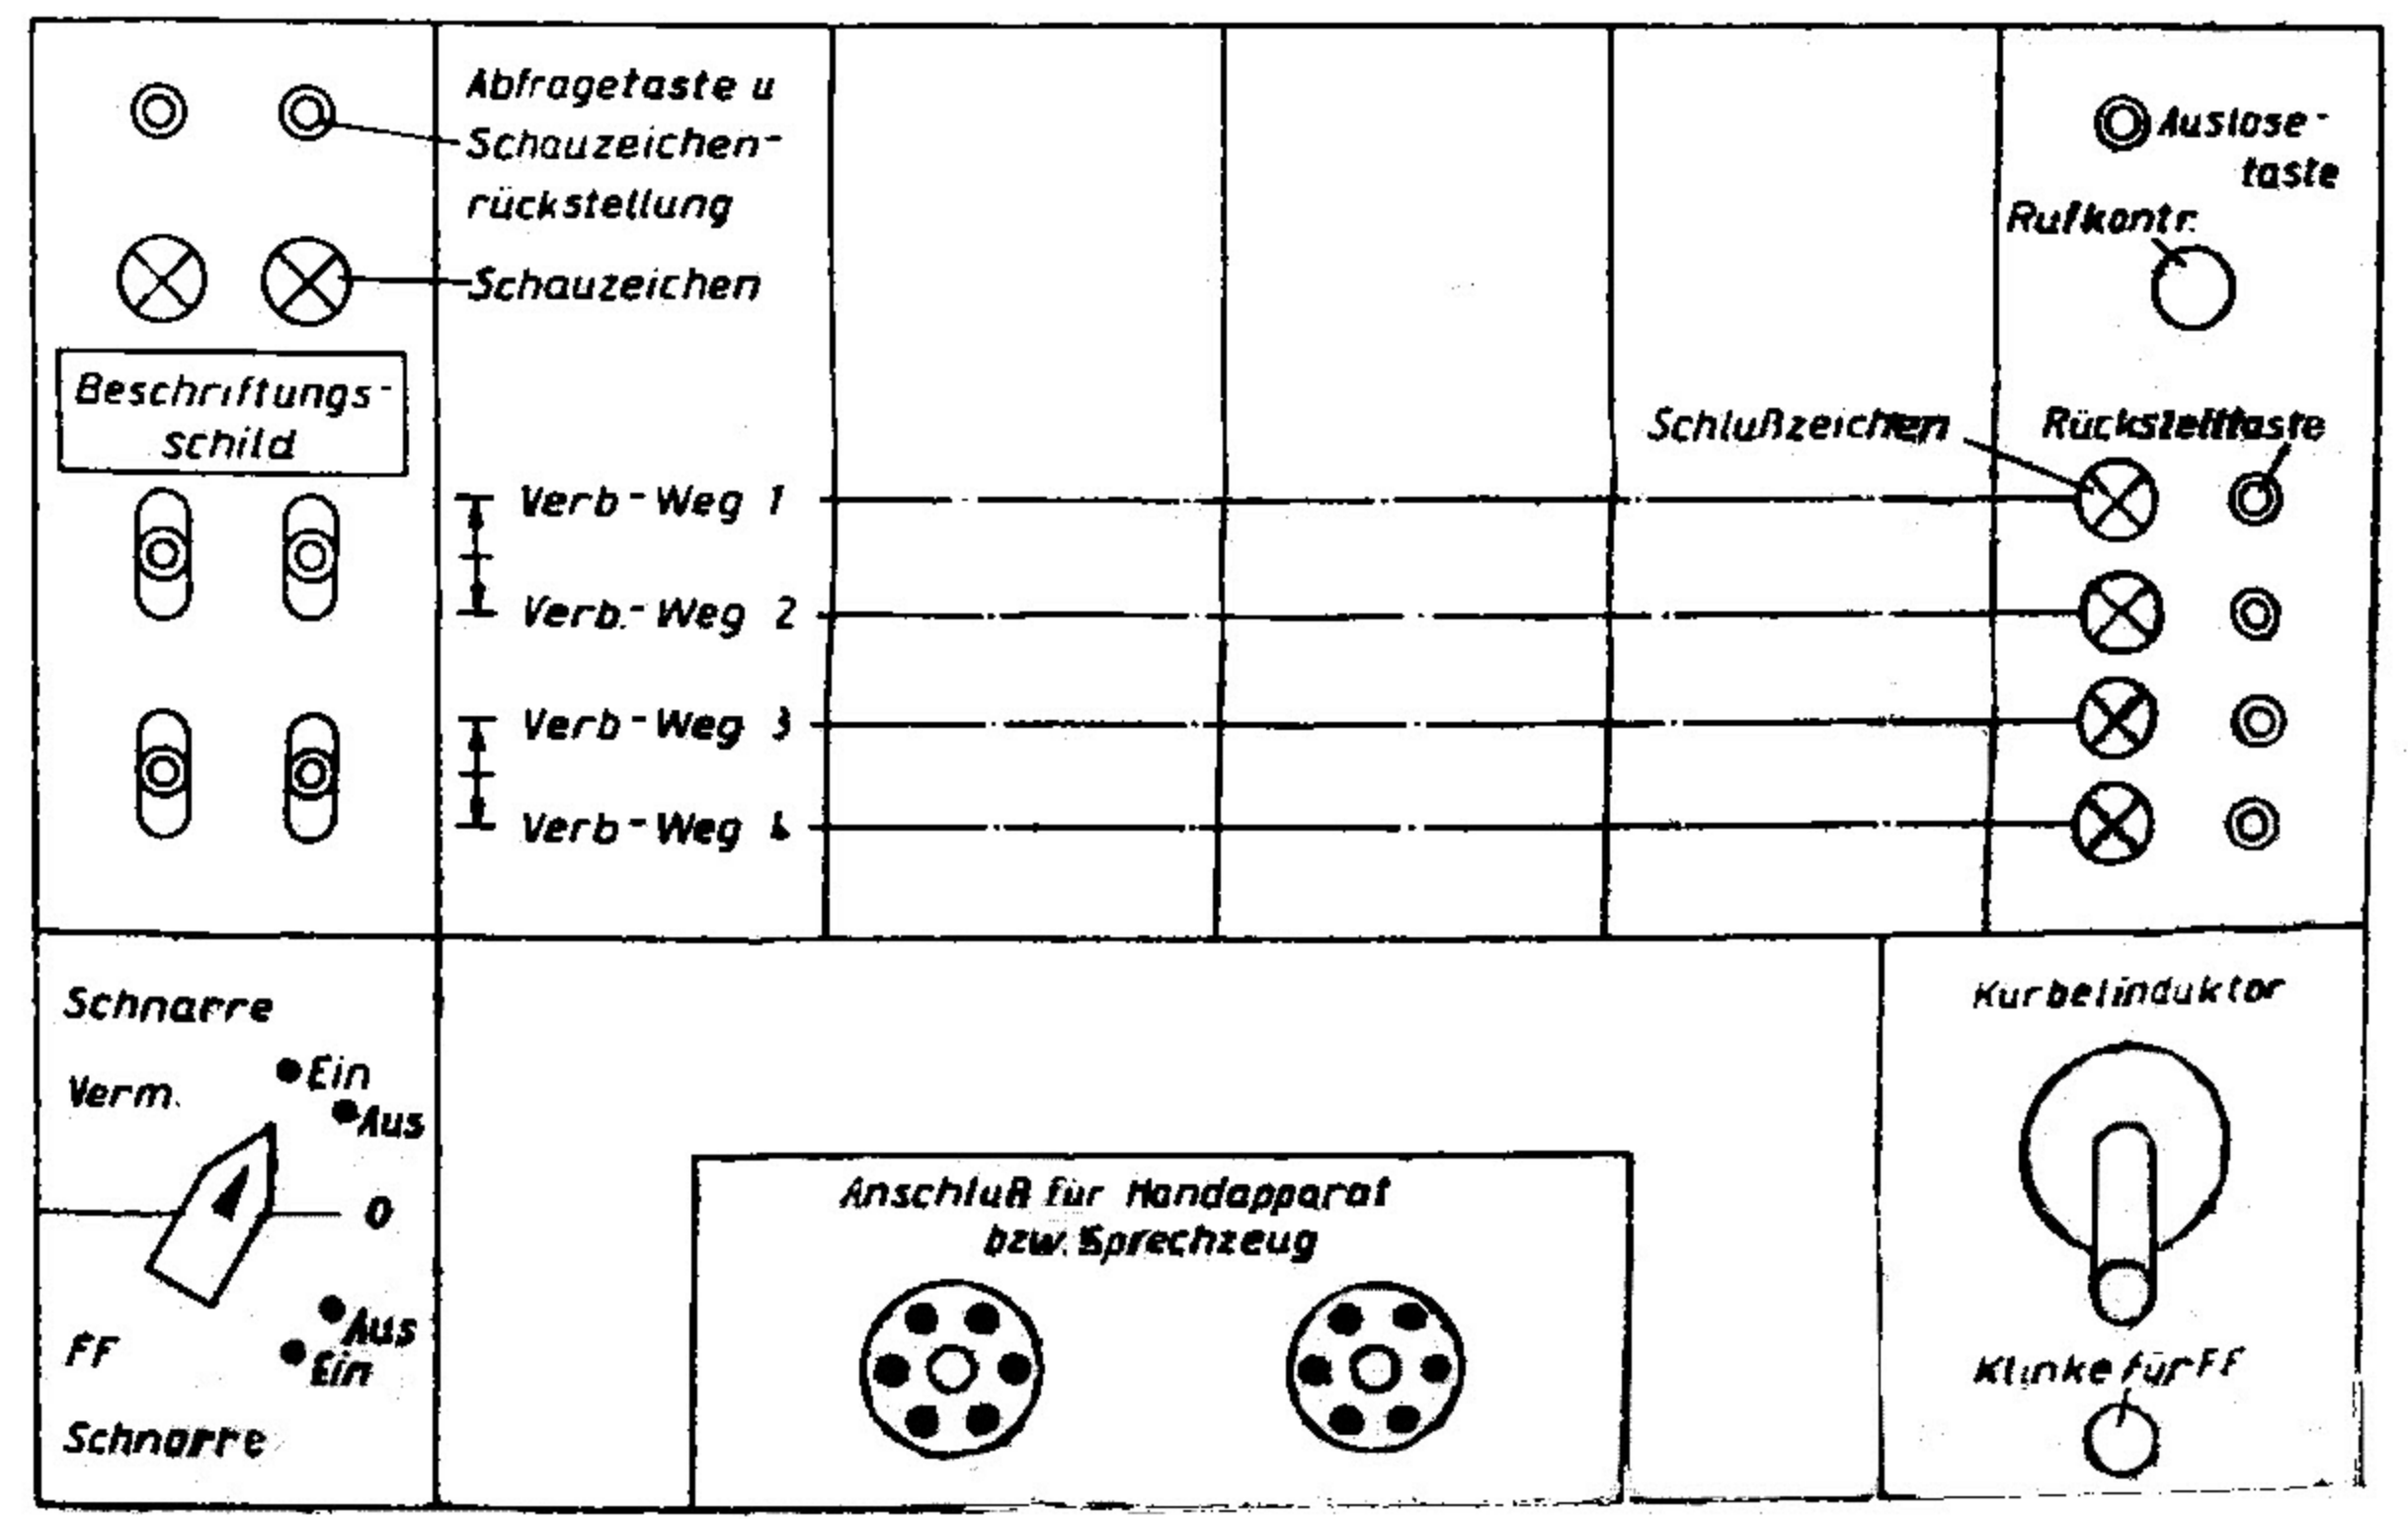 Abfragetaste u
Schauzeichen-
rückstellung
Schauzeichen
Beschriftungs-
schild
Verb-Weg 1
Verb.-Weg 2
Verb-Weg 3
Verb-Weg 4
Auslose-
taste
Rufkontr.
Schlußzeichen
Rückstelltaste
Schnarre
Verm.
Ein
Aus
0
Aus
FF
Ein
Schnarre
Anschluß für Handapparat
bzw. Sprechzeug
Kurbelinduktor
Klinke für FF